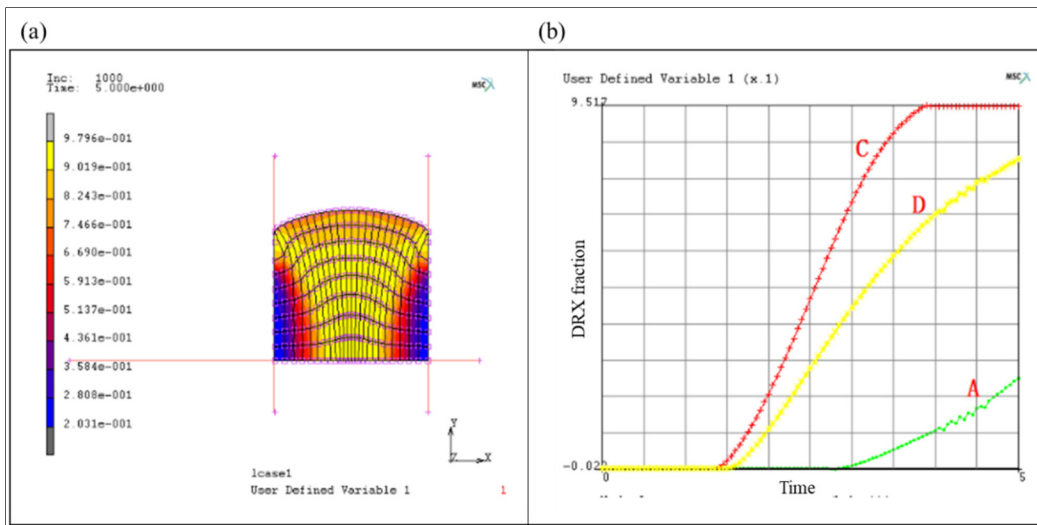 (a)
(b)
Inc: 1000
Time: 5.000e+000
MSC
9.796e-001
9.019e-001
8.243e-001
7.466e-001
6.690e-001
5.913e-001
5.137e-001
4.361e-001
3.584e-001
2.808e-001
2.031e-001
Y
Z X
lcase1
User Defined Variable 1
1
User Defined Variable 1 (x.1)
MSC
9.517
C
D
DRX fraction
A
0
Time
5